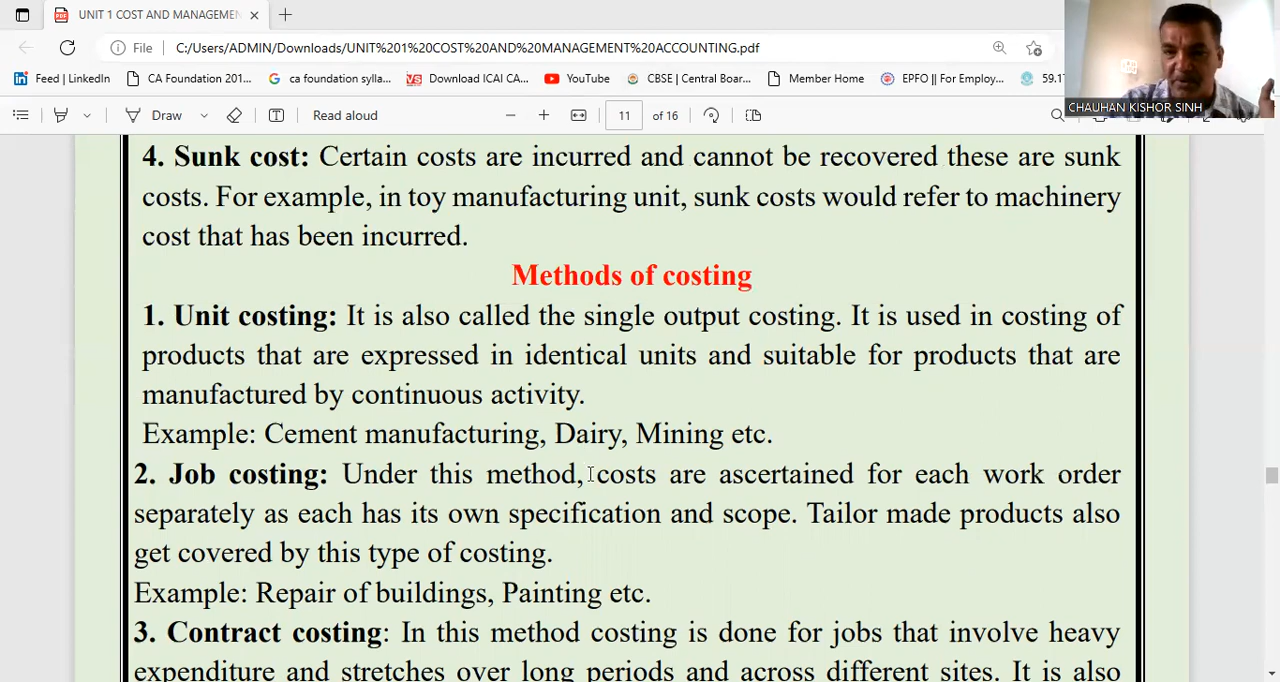 UNIT 1 COST AND MANAGEMEN
File
C:/Users/ADMIN/Downloads/UNIT%201%20COST%20AND%20MANAGEMENT%20ACCOUNTING.pdf
Feed | LinkedIn
CA Foundation 201...
ca foundation sylla...
Download ICAI CA...
YouTube
CBSE | Central Boar...
Member Home
EPFO || For Employ...
59.1
CHAUHAN KISHOR SINH
Draw
Read aloud
11 of 16
4. Sunk cost: Certain costs are incurred and cannot be recovered these are sunk
costs. For example, in toy manufacturing unit, sunk costs would refer to machinery
cost that has been incurred.
Methods of costing
1. Unit costing: It is also called the single output costing. It is used in costing of
products that are expressed in identical units and suitable for products that are
manufactured by continuous activity.
Example: Cement manufacturing, Dairy, Mining etc.
2. Job costing: Under this method, costs are ascertained for each work order
separately as each has its own specification and scope. Tailor made products also
get covered by this type of costing.
Example: Repair of buildings, Painting etc.
3. Contract costing: In this method costing is done for jobs that involve heavy
expenditure and stretches over long periods and across different sites. It is also